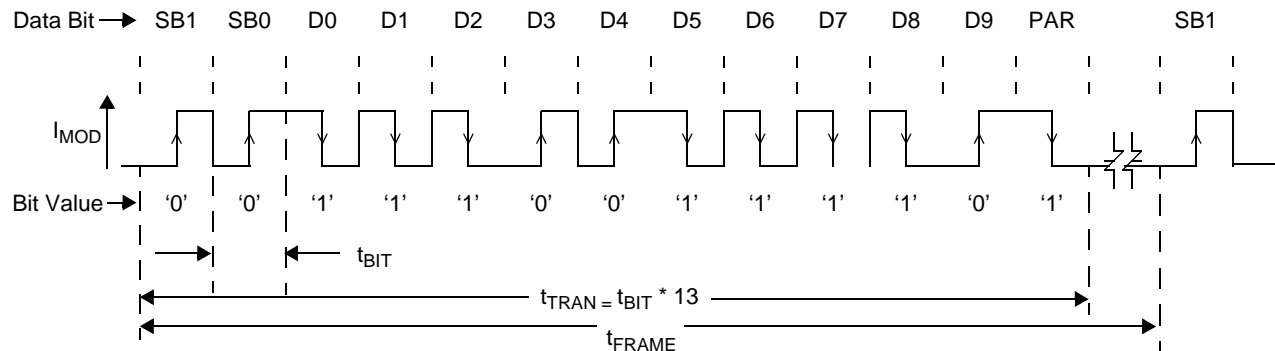 Data Bit SB1 SB0 D0 D1 D2 D3 D4 D5 D6 D7 D8 D9 PAR SB1
IMOD
Bit Value ‘0’ ‘0’ ‘1’ ‘1’ ‘1’ ‘0’ ‘0’ ‘1’ ‘1’ ‘1’ ‘1’ ‘0’ ‘1’
tBIT
tTRAN = tBIT * 13
tFRAME